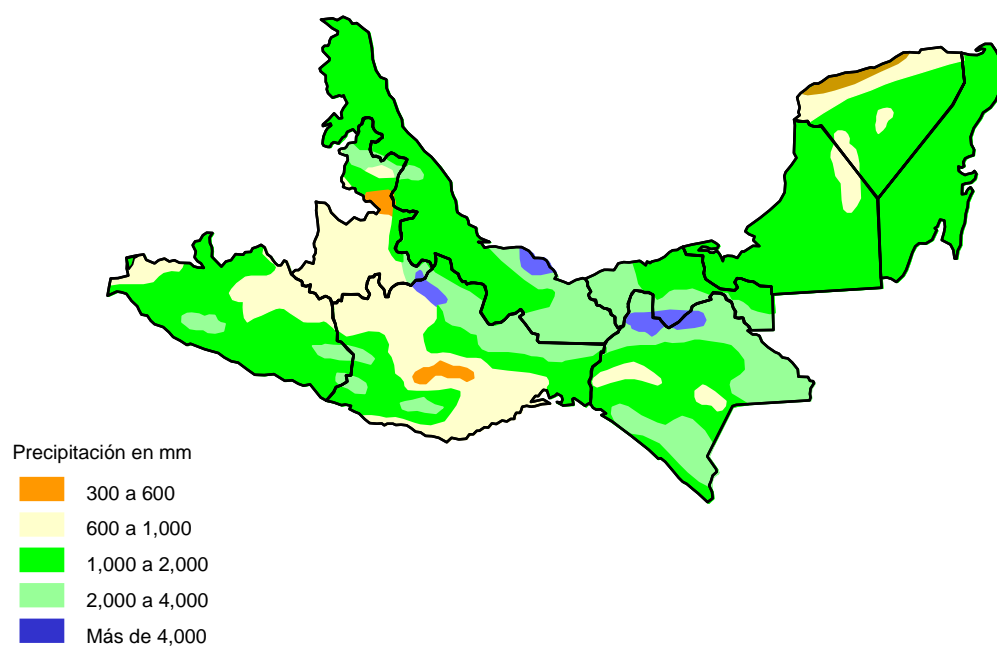 Precipitación en mm
300 a 600
600 a 1,000
1,000 a 2,000
2,000 a 4,000
Más de 4,000